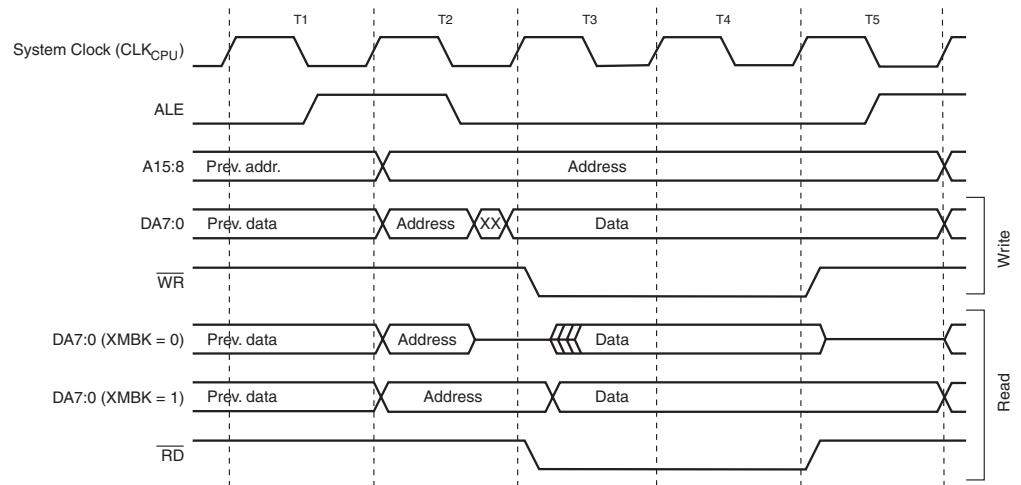 T1 T2 T3 T4 T5
System Clock (CLKCPU)
ALE
A15:8 Prev. addr. Address
DA7:0 Prev. data Address XX Data
WR
Write
DA7:0 (XMBK = 0) Prev. data Address Data
DA7:0 (XMBK = 1) Prev. data Address Data
RD
Read